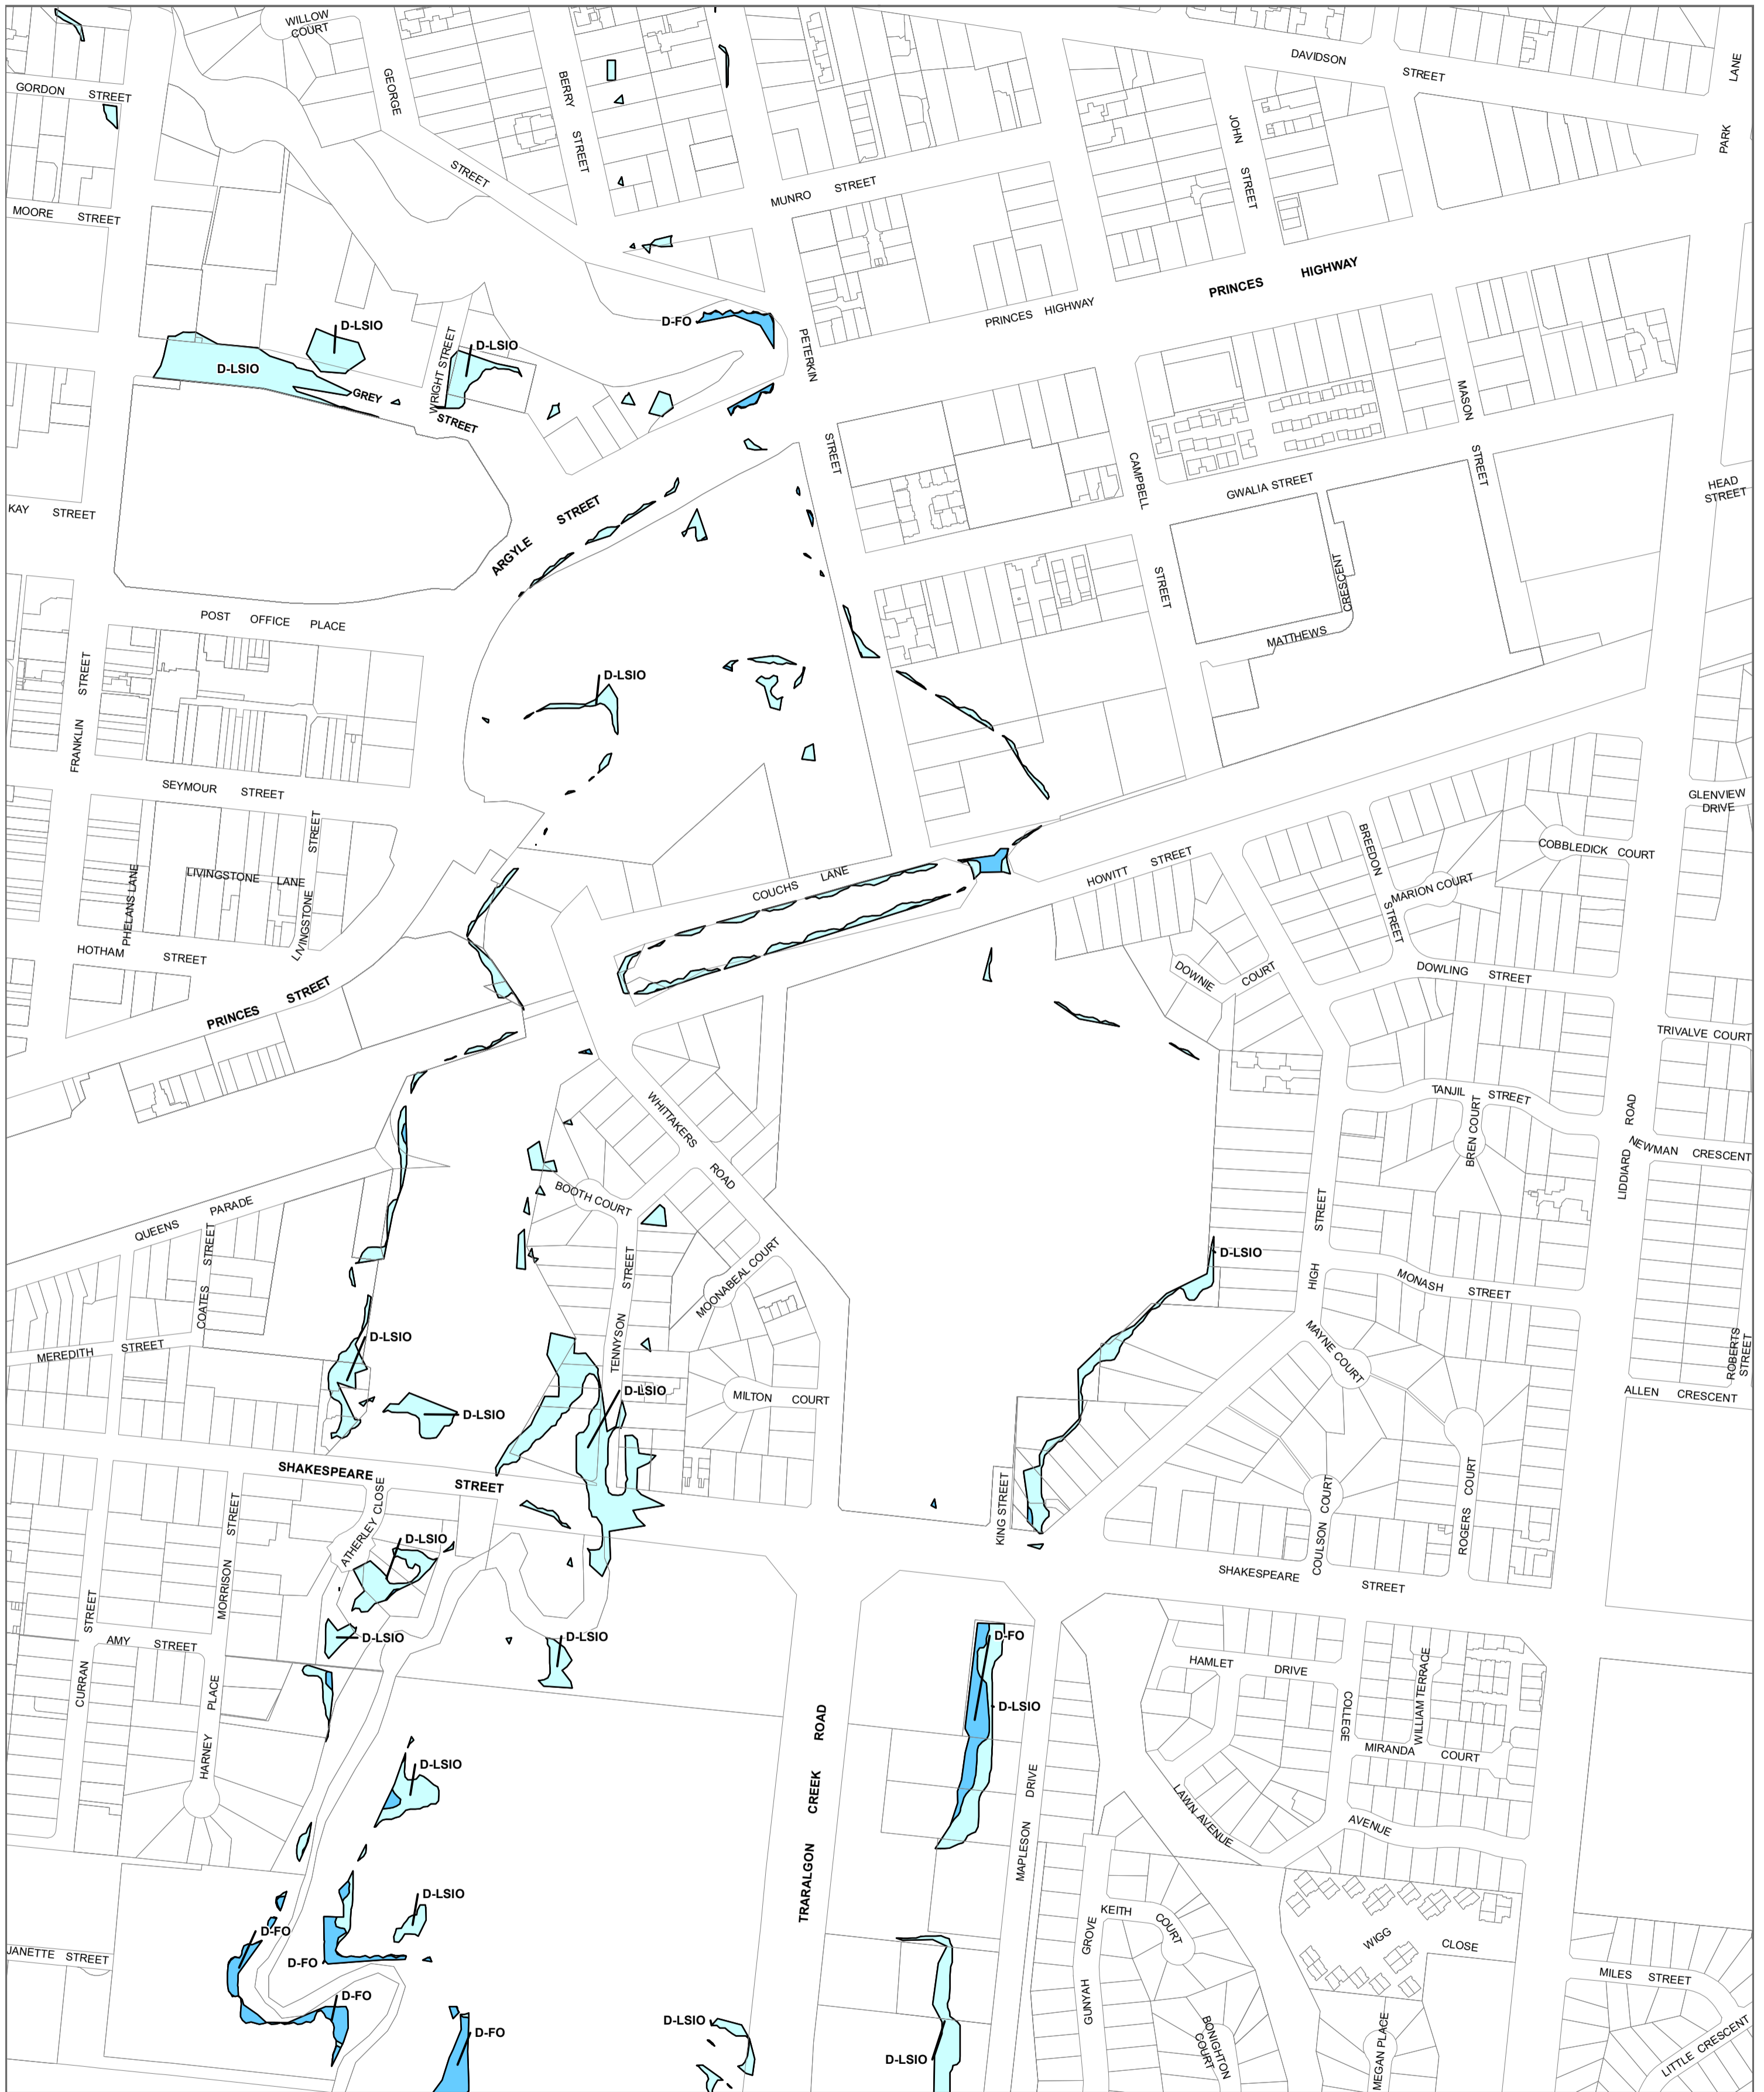 WILLOW
COURT
DAVIDSON
STREET
LANE
GORDON STREET
GEORGE
STREET
BERRY
STREET
JOHN
STREET
PARK
MUNRO STREET
MOORE STREET
PRINCES HIGHWAY
PRINCES HIGHWAY
D-FO
D-LSIO
D-LSIO
D-LSIO
WRIGHT STREET
GREY
STREET
PETERKIN
STREET
MASON
STREET
CAMPBELL
STREET
GWALIA STREET
HEAD
STREET
KAY STREET
ARGYLE STREET
CRESCENT
MATTHEWS
POST OFFICE PLACE
FRANKLIN STREET
D-LSIO
SEYMOUR STREET
LIVINGSTONE STREET
LIVINGSTONE LANE
PHELANS LANE
HOTHAM STREET
PRINCES STREET
COUCHS LANE
HOWITT STREET
BREEDON
STREET
GLENVIEW
DRIVE
COBBLEDICK COURT
MARION COURT
DOWNIE COURT
DOWLING STREET
TRIVALVE COURT
TANJIL STREET
BREN COURT
LIDDIARD ROAD
NEWMAN CRESCENT
WHITTAKERS
ROAD
BOOTH COURT
QUEENS PARADE
COATES STREET
TENNYSON STREET
MOONABEAL COURT
D-LSIO
HIGH STREET
MONASH STREET
MAYNE COURT
ROBERTS
STREET
MEREDITH STREET
D-LSIO
D-LSIO
MILTON COURT
D-LSIO
ALLEN CRESCENT
SHAKESPEARE
STREET
KING STREET
COULSON COURT
ROGERS COURT
MORRISON STREET
ATHERLEY CLOSE
D-LSIO
SHAKESPEARE
STREET
CURRAN STREET
AMY STREET
D-LSIO
D-LSIO
D-FO
D-LSIO
HAMLET DRIVE
COLLEGE
WILLIAM TERRACE
MIRANDA COURT
HARNEY PLACE
D-LSIO
TRARALGON CREEK ROAD
MAPLESON DRIVE
LAWN AVENUE
AVENUE
D-LSIO
D-FO
D-FO
JANETTE STREET
KEITH COURT
WIGG
CLOSE
GUNYAH GROVE
MILES STREET
D-FO
D-FO
D-LSIO
D-LSIO
BONIGHTON
COURT
MEGAN PLACE
LITTLE CRESCENT